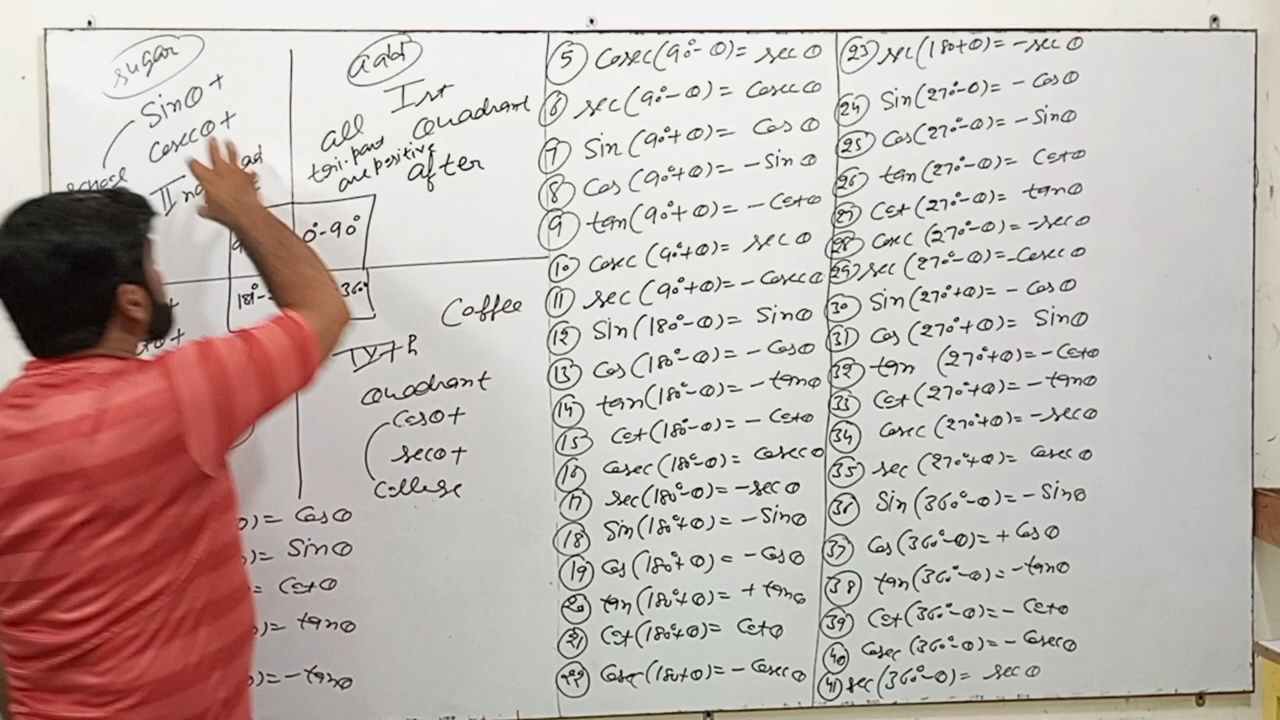 sugar
Sinθ +
cosecθ +
IInd
add
Ist
all
Quadrant
are positive
after
0°-90°
Coffee
IVth
Quadrant
Cosθ +
secθ +
College
)= Cosθ
)= Sinθ
= Cotθ
)= tanθ
)= -tanθ
5 Cosec(90°-θ)= secθ
6 sec(90°-θ)= Cosecθ
7 Sin(90°+θ)= Cosθ
8 Cos(90°+θ)= -Sinθ
9 tan(90°+θ)= -Cotθ
10 Cosec(90°+θ)= secθ
11 sec(90°+θ)= -Cosecθ
12 Sin(180°-θ)= Sinθ
13 Cos(180°-θ)= -Cosθ
14 tan(180°-θ)= -tanθ
15 Cot(180°-θ)= -Cotθ
16 Cosec(180°-θ)= Cosecθ
17 sec(180°-θ)= -secθ
18 Sin(180°+θ)= -Sinθ
19 Cos(180°+θ)= -Cosθ
20 tan(180°+θ)= +tanθ
21 Cot(180°+θ)= Cotθ
22 Cosec(180+θ)= -Cosecθ
23 sec(180+θ)= -secθ
24 Sin(270°-θ)= -Cosθ
25 Cos(270°-θ)= -Sinθ
26 tan(270°-θ)= Cotθ
27 Cot(270°-θ)= tanθ
28 Cosec(270°-θ)= -secθ
29 sec(270°-θ)= -Cosecθ
30 Sin(270°+θ)= -Cosθ
31 Cos(270°+θ)= Sinθ
32 tan (270°+θ)= -Cotθ
33 Cot(270°+θ)= -tanθ
34 Cosec(270°+θ)= -secθ
35 sec(270°+θ)= Cosecθ
36 Sin(360°-θ)= -Sinθ
37 Cos(360°-θ)= +Cosθ
38 tan(360°-θ)= -tanθ
39 Cot(360°-θ)= -Cotθ
40 Cosec(360°-θ)= -Cosecθ
41 sec(360°-θ)= secθ